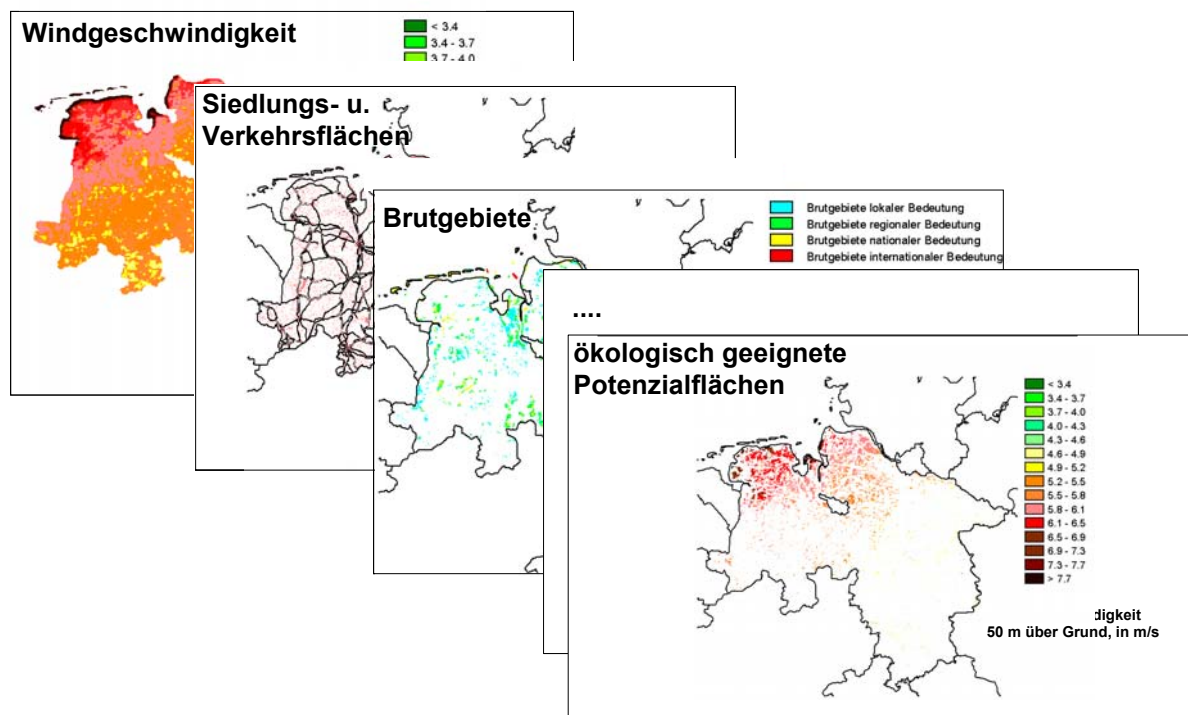 Windgeschwindigkeit
< 3.4
3.4 - 3.7
3.7 - 4.0
Siedlungs- u.
Verkehrsflächen
Brutgebiete
Brutgebiete lokaler Bedeutung
Brutgebiete regionaler Bedeutung
Brutgebiete nationaler Bedeutung
Brutgebiete internationaler Bedeutung
....
ökologisch geeignete
Potenzialflächen
< 3.4
3.4 - 3.7
3.7 - 4.0
4.0 - 4.3
4.3 - 4.6
4.6 - 4.9
4.9 - 5.2
5.2 - 5.5
5.5 - 5.8
5.8 - 6.1
6.1 - 6.5
6.5 - 6.9
6.9 - 7.3
7.3 - 7.7
> 7.7
50 m über Grund, in m/s